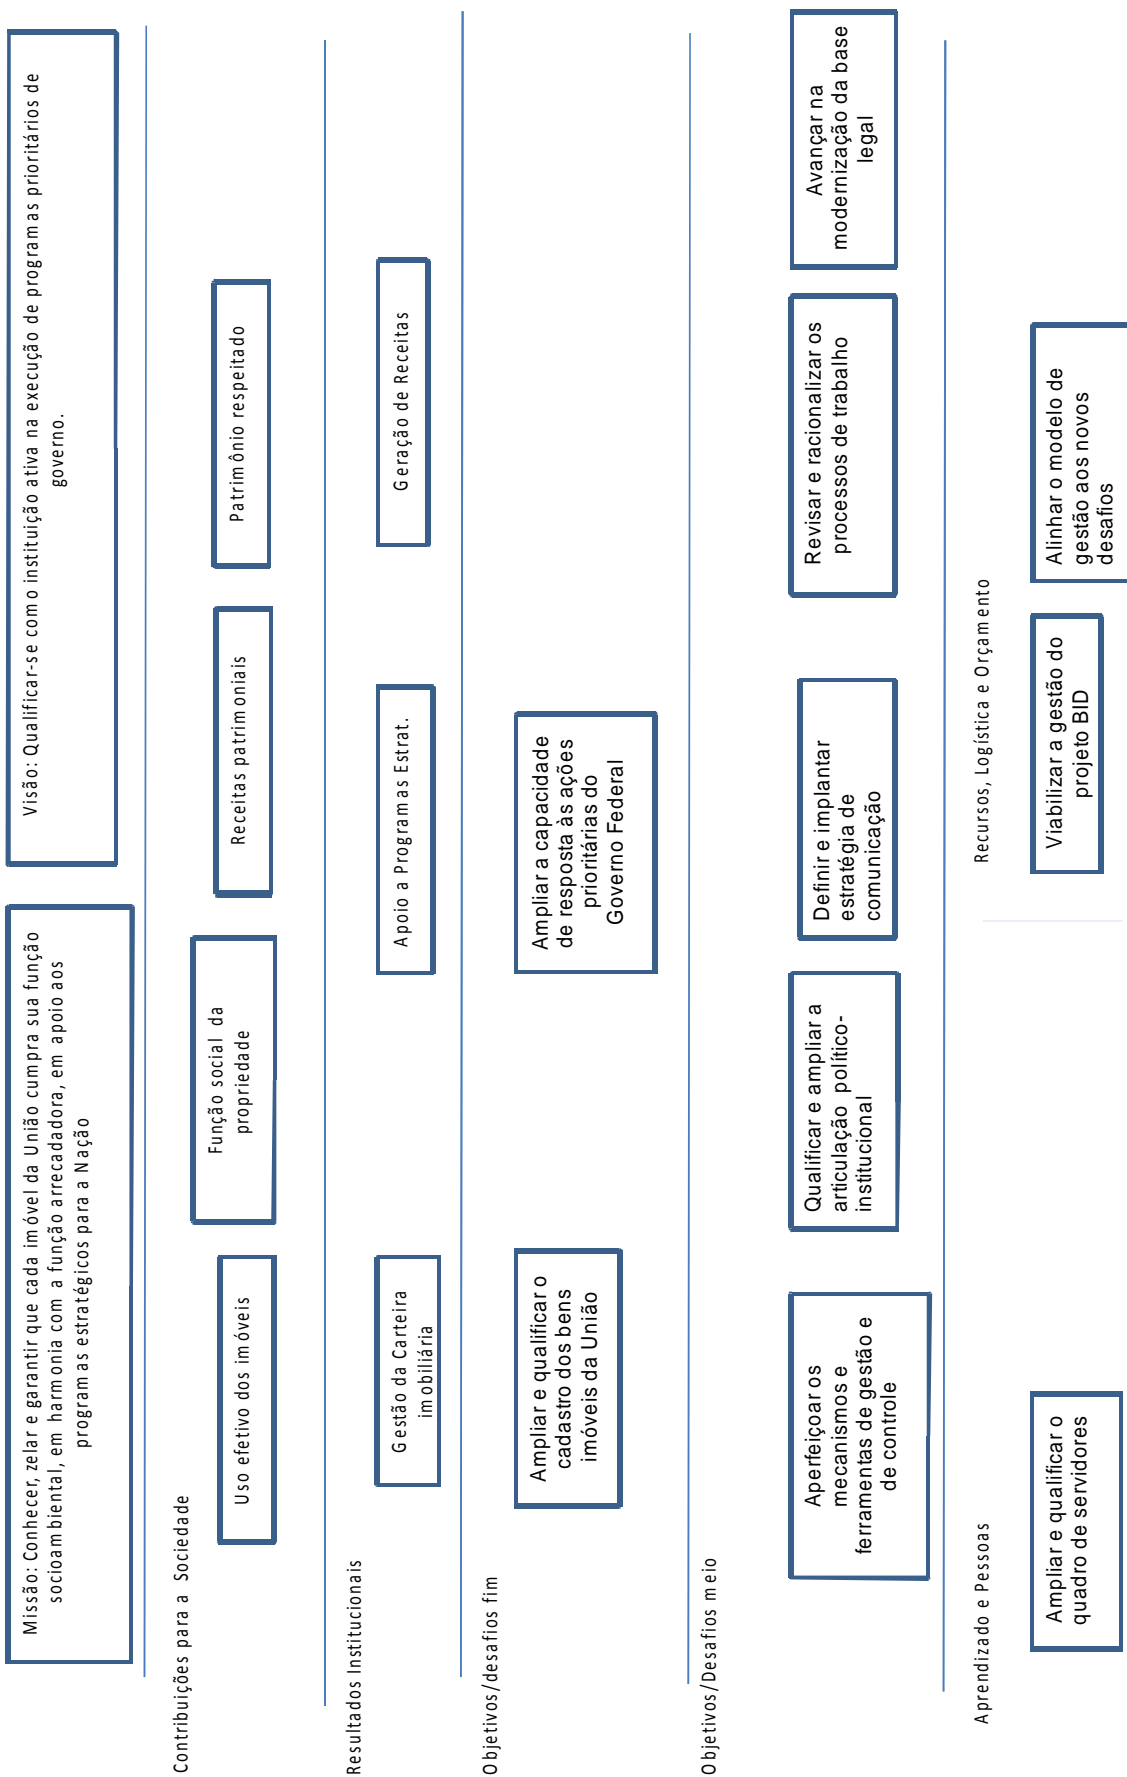 Missão: Conhecer, zelar e garantir que cada imóvel da União cumpra sua função
socioambiental, em harmonia com a função arrecadadora, em apoio aos
programas estratégicos para a Nação
Visão: Qualificar-se como instituição ativa na execução de programas prioritários de
governo.
Contribuições para a Sociedade
Uso efetivo dos imóveis
Função social da
propriedade
Receitas patrimoniais
Patrimônio respeitado
Resultados Institucionais
Gestão da Carteira
imobiliária
Apoio a Programas Estrat.
Geração de Receitas
Objetivos/desafios fim
Ampliar e qualificar o
cadastro dos bens
imóveis da União
Ampliar a capacidade
de resposta às ações
prioritárias do
Governo Federal
Objetivos/Desafios meio
Aperfeiçoar os
mecanismos e
ferramentas de gestão e
de controle
Qualificar e ampliar a
articulação político-
institucional
Definir e implantar
estratégia de
comunicação
Revisar e racionalizar os
processos de trabalho
Avançar na
modernização da base
legal
Aprendizado e Pessoas
Ampliar e qualificar o
quadro de servidores
Recursos, Logística e Orçamento
Viabilizar a gestão do
projeto BID
Alinhar o modelo de
gestão aos novos
desafios